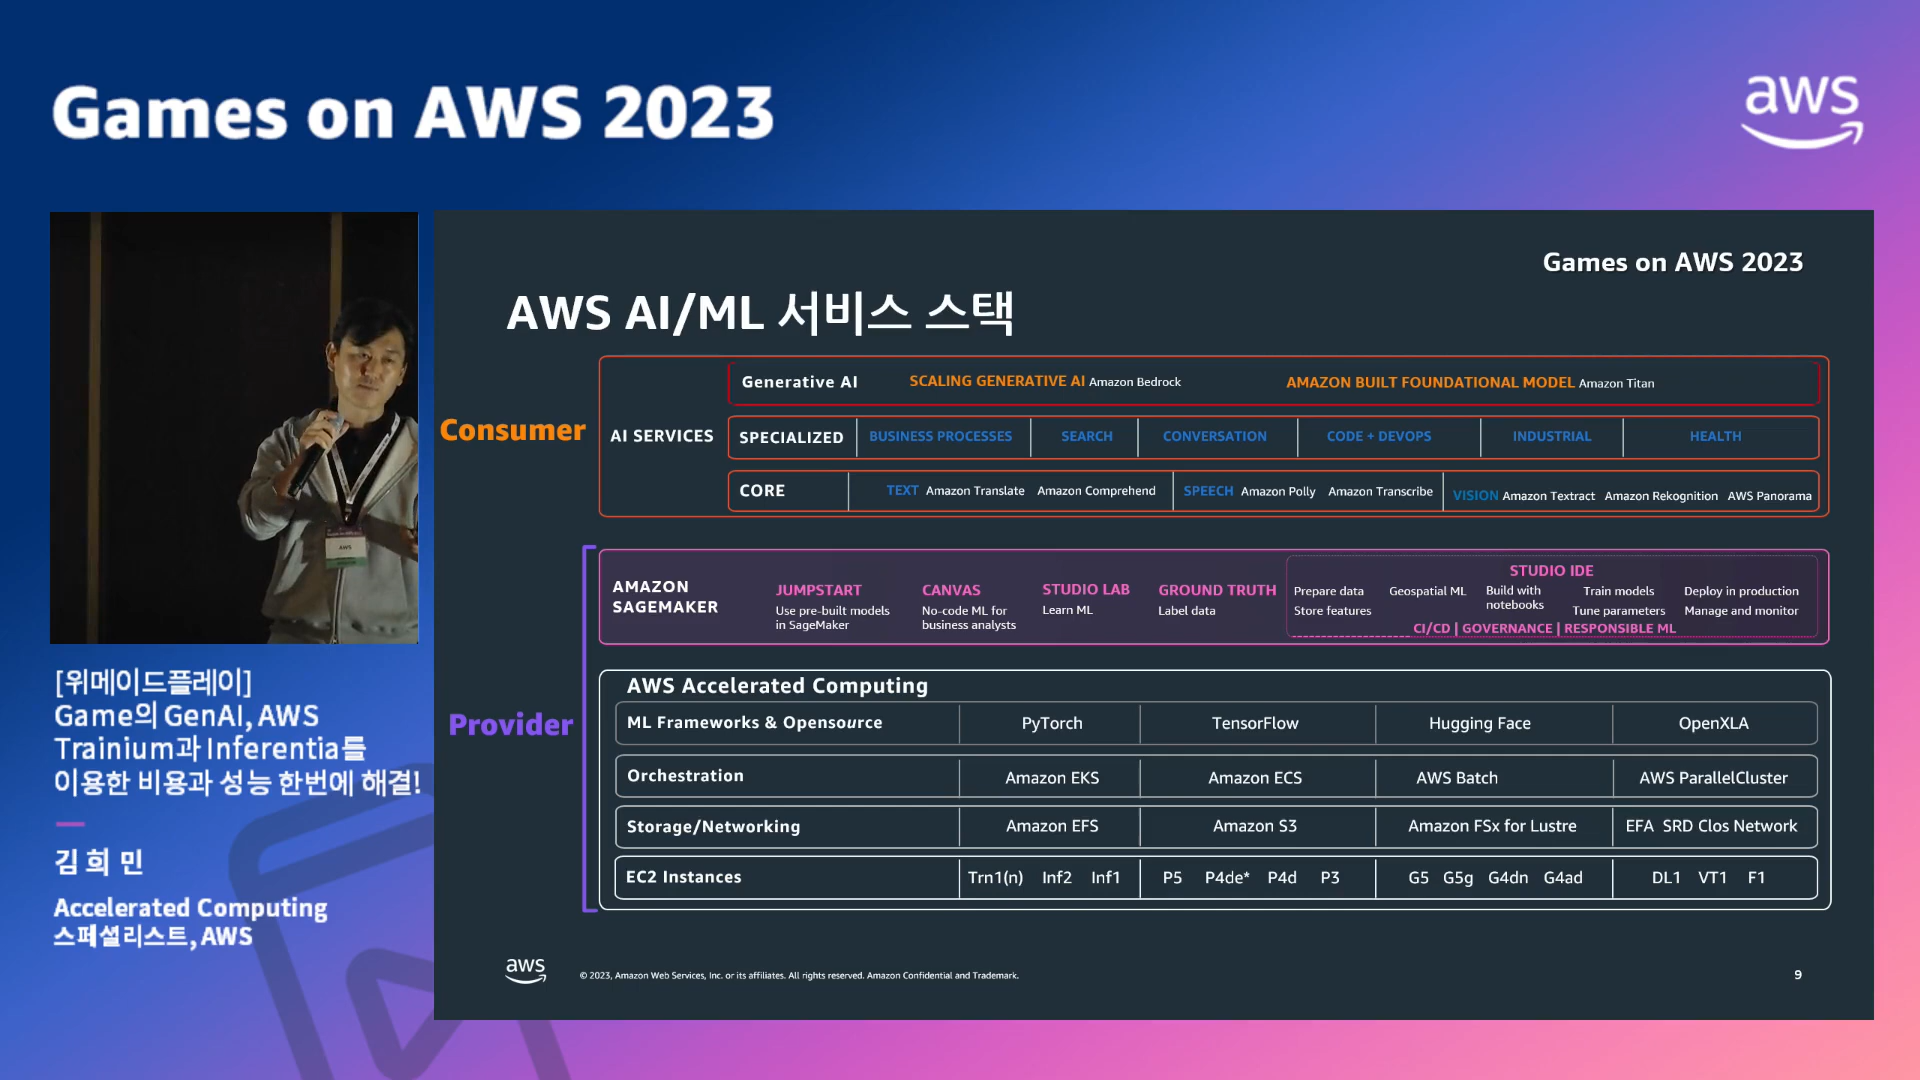 Games on AWS 2023
aws
Games on AWS 2023
AWS AI/ML 서비스 스택
Consumer
AI SERVICES
Generative AI SCALING GENERATIVE AI Amazon Bedrock AMAZON BUILT FOUNDATIONAL MODEL Amazon Titan
SPECIALIZED BUSINESS PROCESSES SEARCH CONVERSATION CODE + DEVOPS INDUSTRIAL HEALTH
CORE TEXT Amazon Translate Amazon Comprehend SPEECH Amazon Polly Amazon Transcribe VISION Amazon Textract Amazon Rekognition AWS Panorama
Provider
AMAZON
SAGEMAKER
JUMPSTART
Use pre-built models
in SageMaker
CANVAS
No-code ML for
business analysts
STUDIO LAB
Learn ML
GROUND TRUTH
Label data
STUDIO IDE
Prepare data
Store features
Geospatial ML
Build with
notebooks
Train models
Tune parameters
Deploy in production
Manage and monitor
CI/CD | GOVERNANCE | RESPONSIBLE ML
AWS Accelerated Computing
ML Frameworks & Opensource PyTorch TensorFlow Hugging Face OpenXLA
Orchestration Amazon EKS Amazon ECS AWS Batch AWS ParallelCluster
Storage/Networking Amazon EFS Amazon S3 Amazon FSx for Lustre EFA SRD Clos Network
EC2 Instances Trn1(n) Inf2 Inf1 P5 P4de* P4d P3 G5 G5g G4dn G4ad DL1 VT1 F1
aws
© 2023, Amazon Web Services, Inc. or its affiliates. All rights reserved. Amazon Confidential and Trademark.
9
AWS
[위메이드플레이]
Game의 GenAI, AWS
Trainium과 Inferentia를
이용한 비용과 성능 한번에 해결!
김 희 민
Accelerated Computing
스페셜리스트, AWS